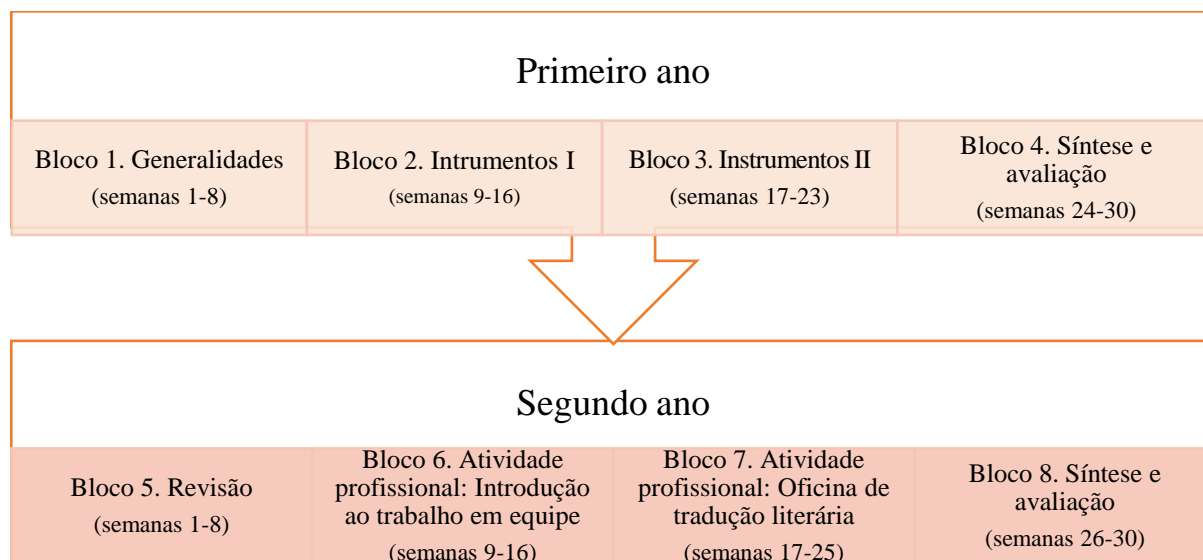 Primeiro ano
Bloco 1. Generalidades
(semanas 1-8)
Bloco 2. Intrumentos I
(semanas 9-16)
Bloco 3. Instrumentos II
(semanas 17-23)
Bloco 4. Síntese e
avaliação
(semanas 24-30)
Segundo ano
Bloco 5. Revisão
(semanas 1-8)
Bloco 6. Atividade
profissional: Introdução
ao trabalho em equipe
(semanas 9-16)
Bloco 7. Atividade
profissional: Oficina de
tradução literária
(semanas 17-25)
Bloco 8. Síntese e
avaliação
(semanas 26-30)